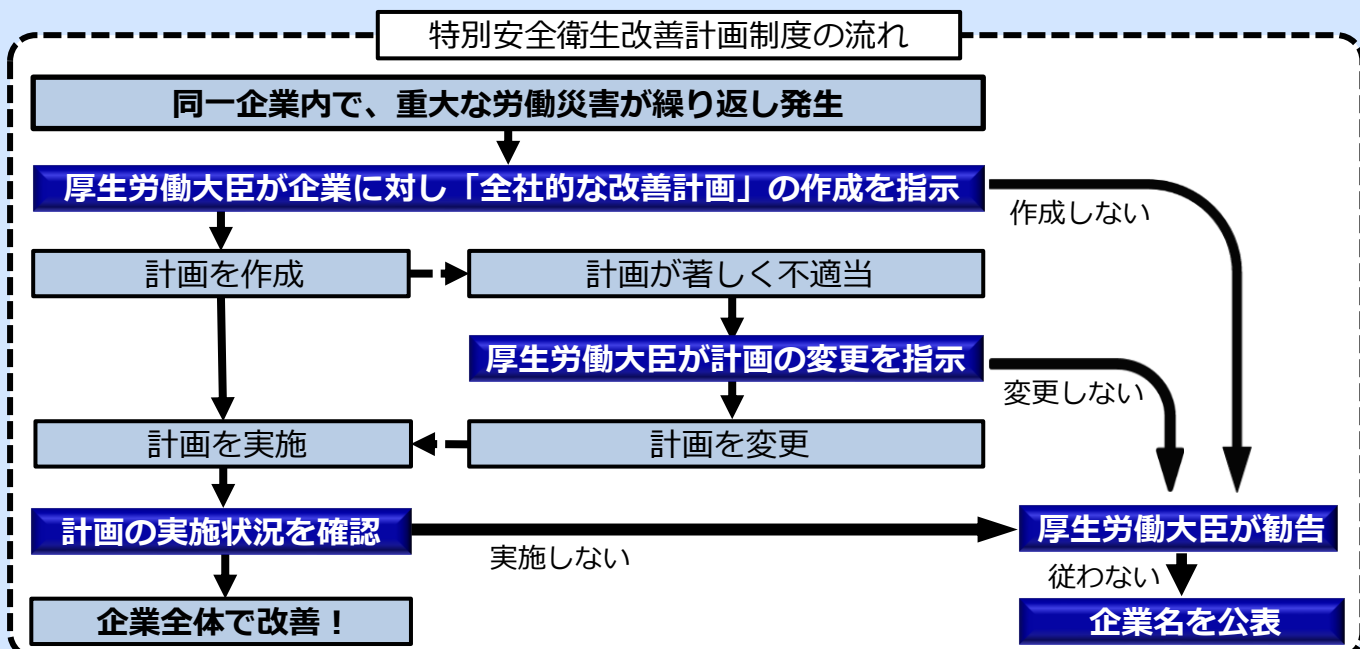 特別安全衛生改善計画制度の流れ
同一企業内で、重大な労働災害が繰り返し発生
厚生労働大臣が企業に対し「全社的な改善計画」の作成を指示
作成しない
計画を作成
計画が著しく不適当
厚生労働大臣が計画の変更を指示
変更しない
計画を実施
計画を変更
計画の実施状況を確認
実施しない
厚生労働大臣が勧告
従わない
企業全体で改善！
企業名を公表